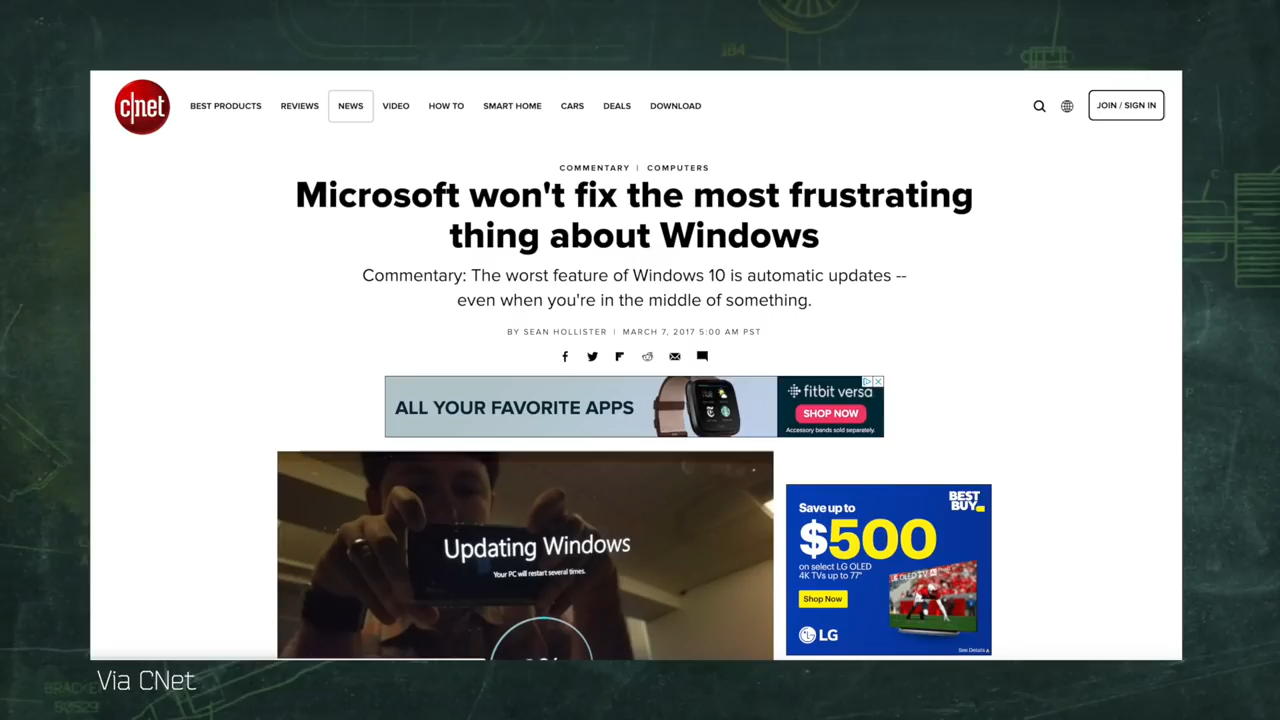 184
c|net
BEST PRODUCTS
REVIEWS
NEWS
VIDEO
HOW TO
SMART HOME
CARS
DEALS
DOWNLOAD
JOIN / SIGN IN
COMMENTARY | COMPUTERS
Microsoft won't fix the most frustrating
thing about Windows
Commentary: The worst feature of Windows 10 is automatic updates --
even when you're in the middle of something.
BY SEAN HOLLISTER | MARCH 7, 2017 5:00 AM PST
ALL YOUR FAVORITE APPS
fitbit versa
SHOP NOW
Accessory bands sold separately.
Updating Windows
Your PC will restart several times.
BEST
BUY
Save up to
$500
on select LG OLED
4K TVs up to 77"
LG OLED TV
Shop Now
LG
See Details
Via CNet